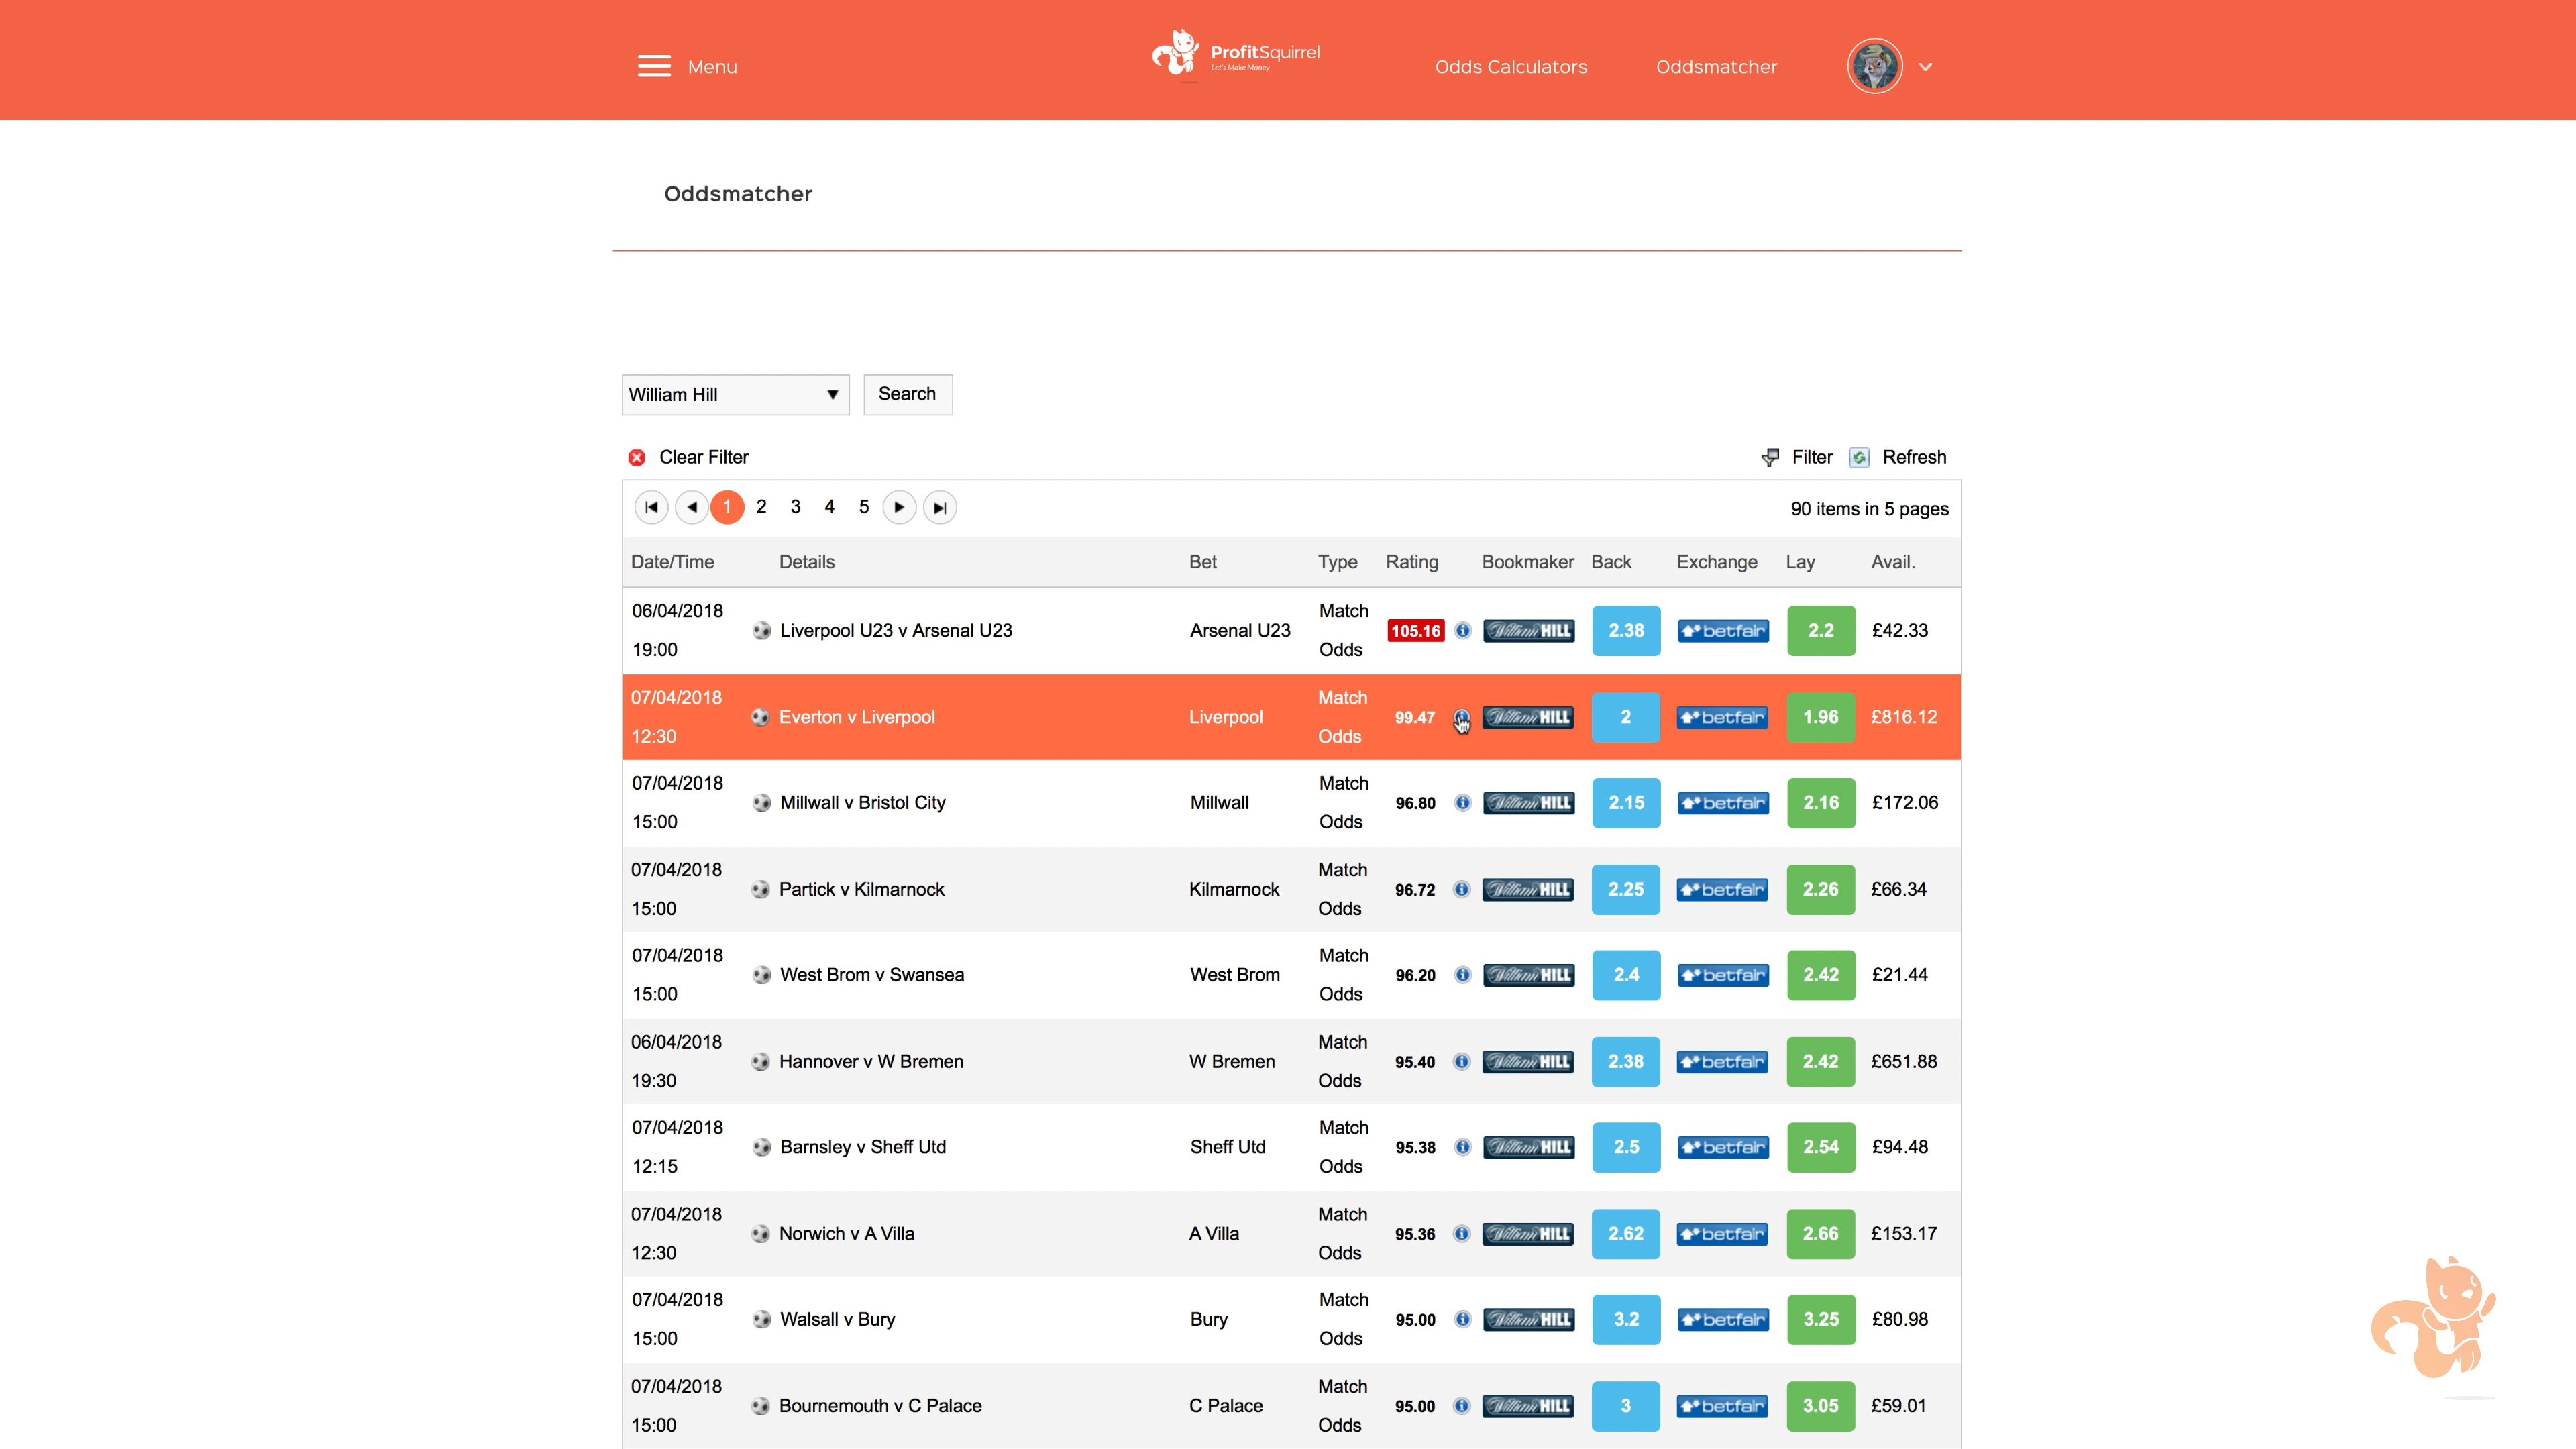 Menu
ProfitSquirrel
Let's Make Money
Odds Calculators
Oddsmatcher
Oddsmatcher
William Hill
Search
Clear Filter
Filter
Refresh
1 2 3 4 5
90 items in 5 pages
Date/Time Details Bet Type Rating Bookmaker Back Exchange Lay Avail.
06/04/2018 19:00 Liverpool U23 v Arsenal U23 Arsenal U23 Match Odds 105.16 William HILL 2.38 betfair 2.2 £42.33
07/04/2018 12:30 Everton v Liverpool Liverpool Match Odds 99.47 William HILL 2 betfair 1.96 £816.12
07/04/2018 15:00 Millwall v Bristol City Millwall Match Odds 96.80 William HILL 2.15 betfair 2.16 £172.06
07/04/2018 15:00 Partick v Kilmarnock Kilmarnock Match Odds 96.72 William HILL 2.25 betfair 2.26 £66.34
07/04/2018 15:00 West Brom v Swansea West Brom Match Odds 96.20 William HILL 2.4 betfair 2.42 £21.44
06/04/2018 19:30 Hannover v W Bremen W Bremen Match Odds 95.40 William HILL 2.38 betfair 2.42 £651.88
07/04/2018 12:15 Barnsley v Sheff Utd Sheff Utd Match Odds 95.38 William HILL 2.5 betfair 2.54 £94.48
07/04/2018 12:30 Norwich v A Villa A Villa Match Odds 95.36 William HILL 2.62 betfair 2.66 £153.17
07/04/2018 15:00 Walsall v Bury Bury Match Odds 95.00 William HILL 3.2 betfair 3.25 £80.98
07/04/2018 15:00 Bournemouth v C Palace C Palace Match Odds 95.00 William HILL 3 betfair 3.05 £59.01